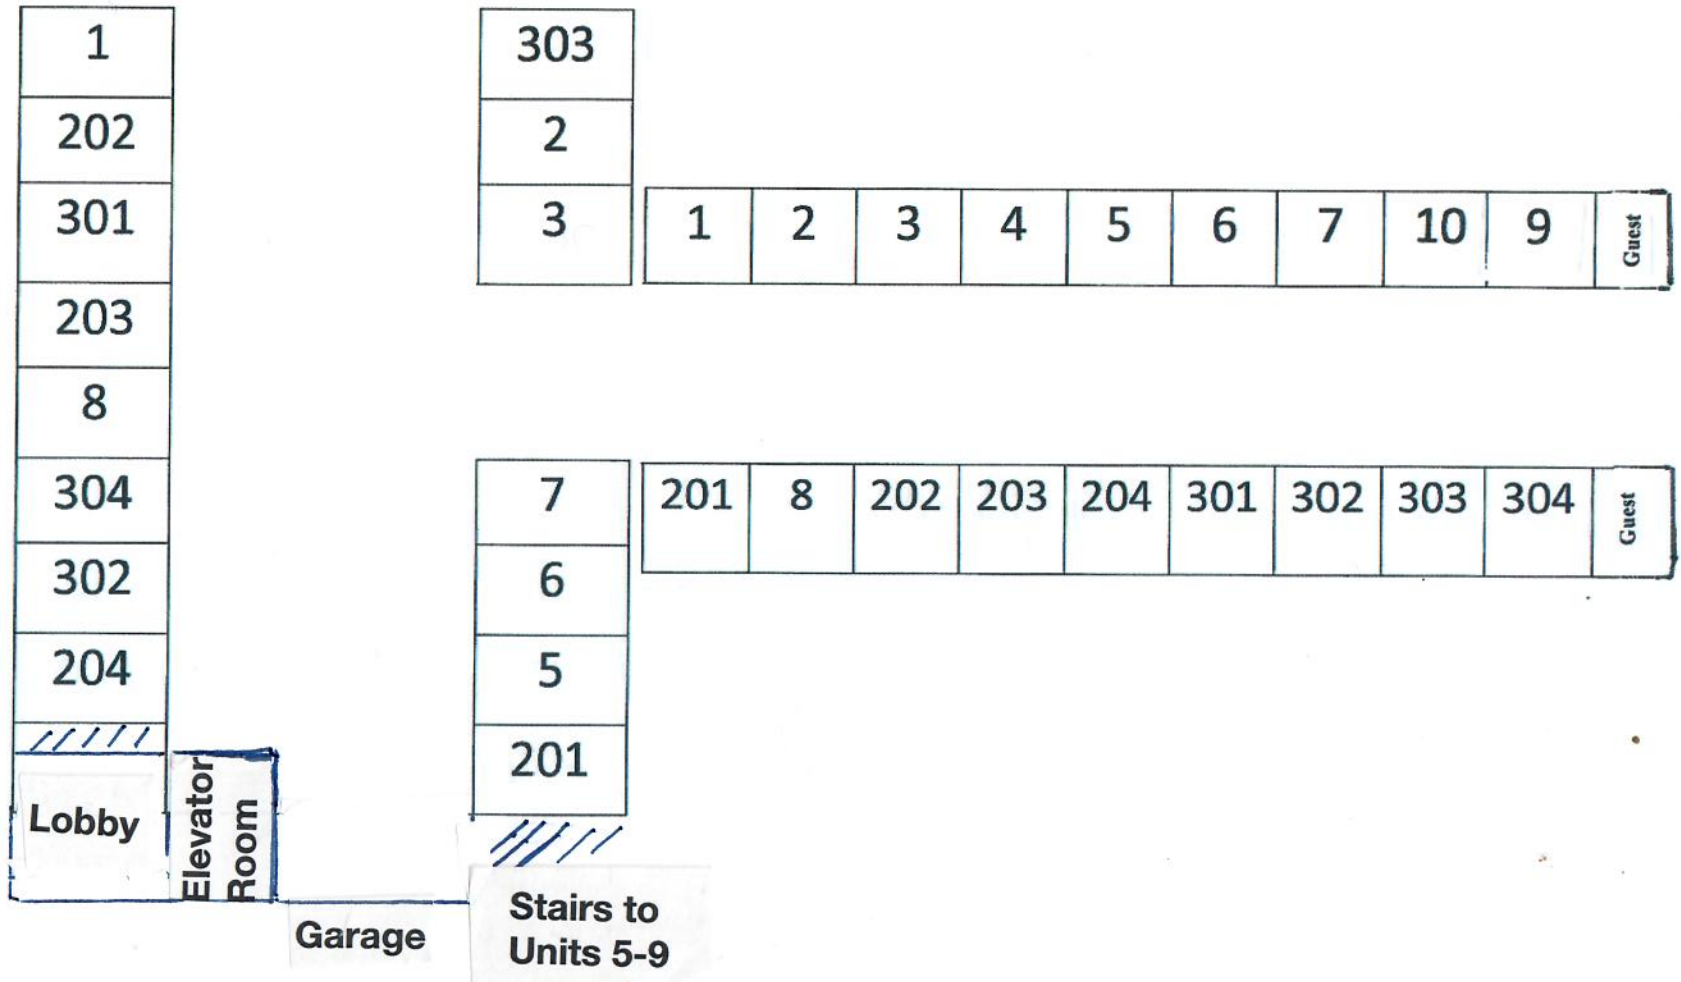 1
202
301
203
8
304
302
204
Lobby
Elevator
Room
Garage
303
2
3
1 2 3 4 5 6 7 10 9 Guest
7
6
5
201
201 8 202 203 204 301 302 303 304 Guest
Stairs to
Units 5-9